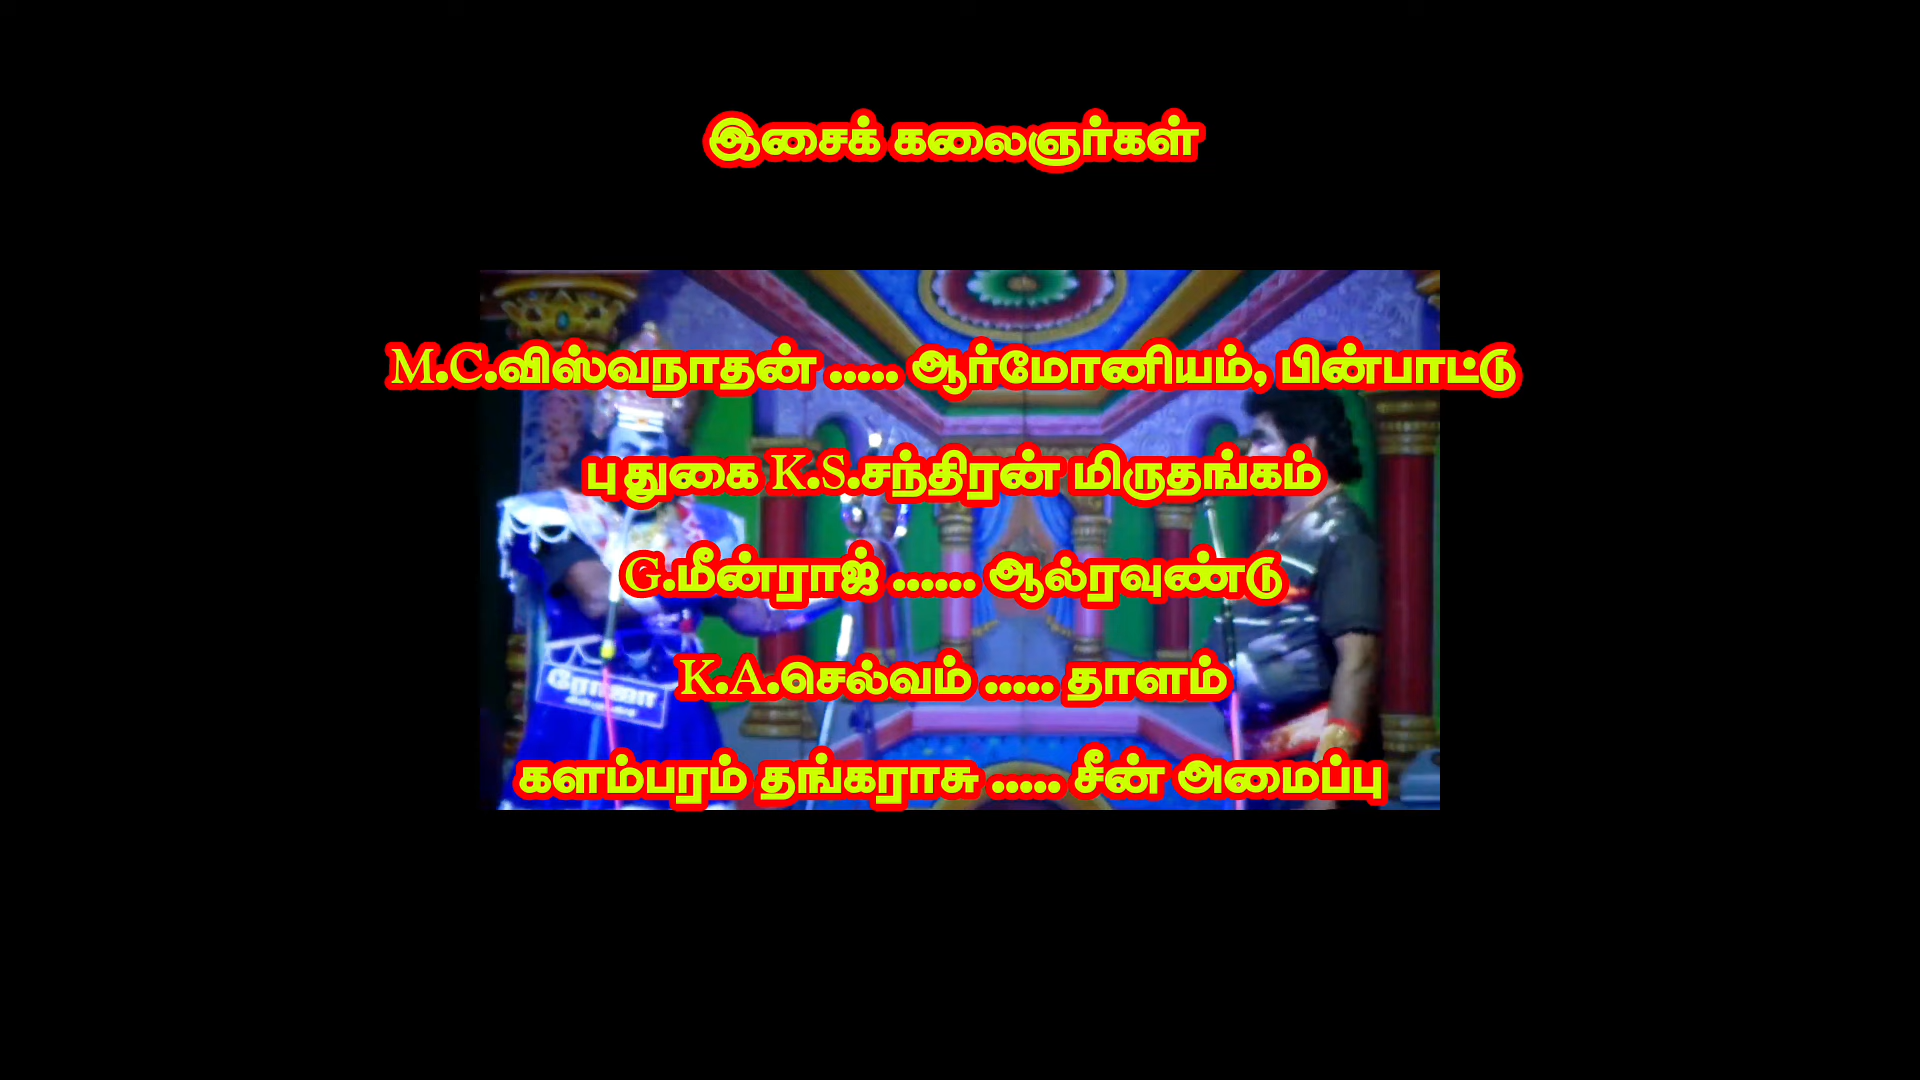 இசைக் கலைஞர்கள்
M.C.விஸ்வநாதன் ..... ஆர்மோனியம், பின்பாட்டு
புதுகை K.S.சந்திரன் மிருதங்கம்
G.மீன்ராஜ் ...... ஆல்ரவுண்டு
K.A.செல்வம் ..... தாளம்
ரோஜா
களம்பரம் தங்கராசு ..... சீன் அமைப்பு